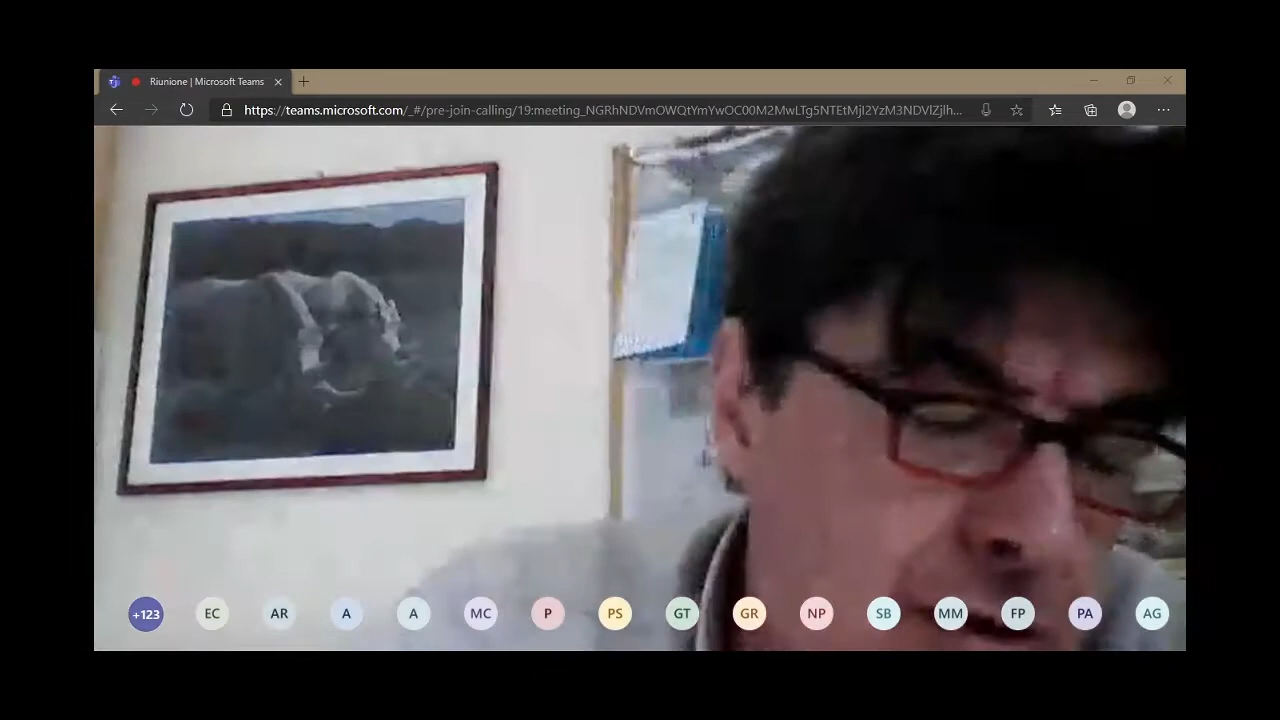 Riunione | Microsoft Teams
https://teams.microsoft.com/_#/pre-join-calling/19:meeting_NGRhNDVmOWQtYmYwOC00M2MwLTg5NTEtMjI2YzM3NDVlZjlh...
+123 EC AR A A MC P PS GT GR NP SB MM FP PA AG